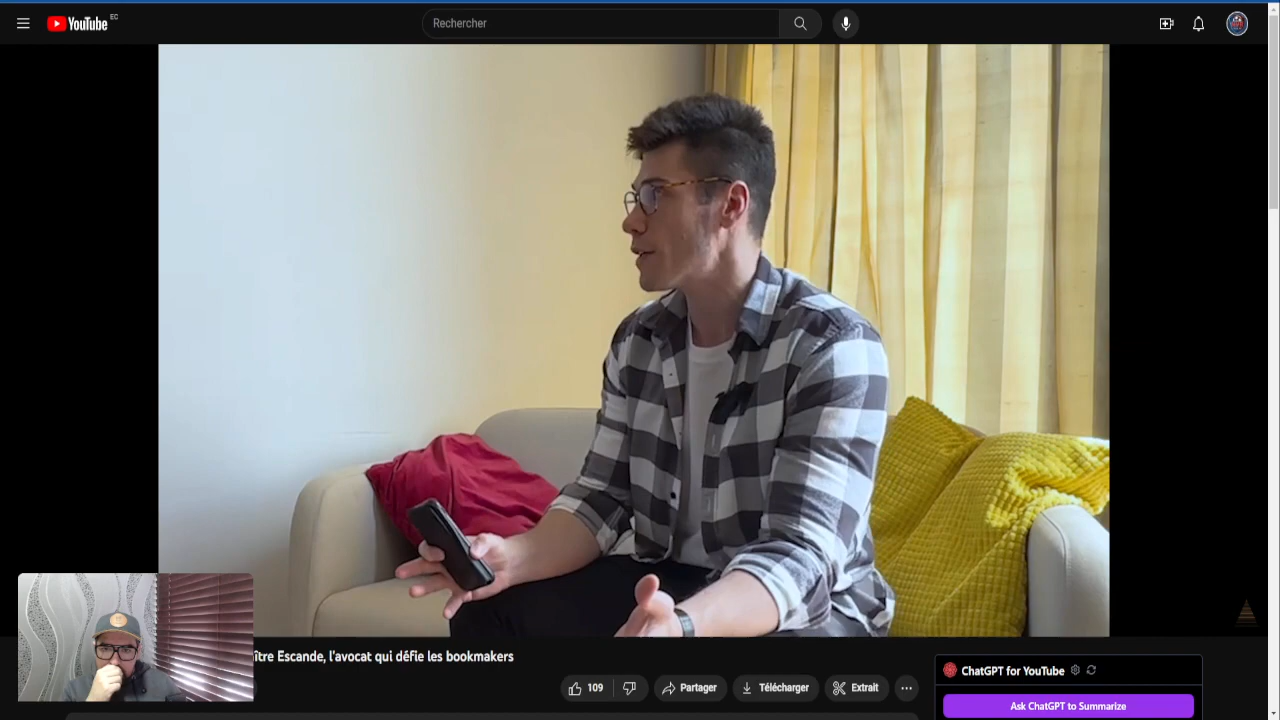 YouTube EC
Rechercher
ître Escande, l'avocat qui défie les bookmakers
109
Partager
Télécharger
Extrait
ChatGPT for YouTube
Ask ChatGPT to Summarize